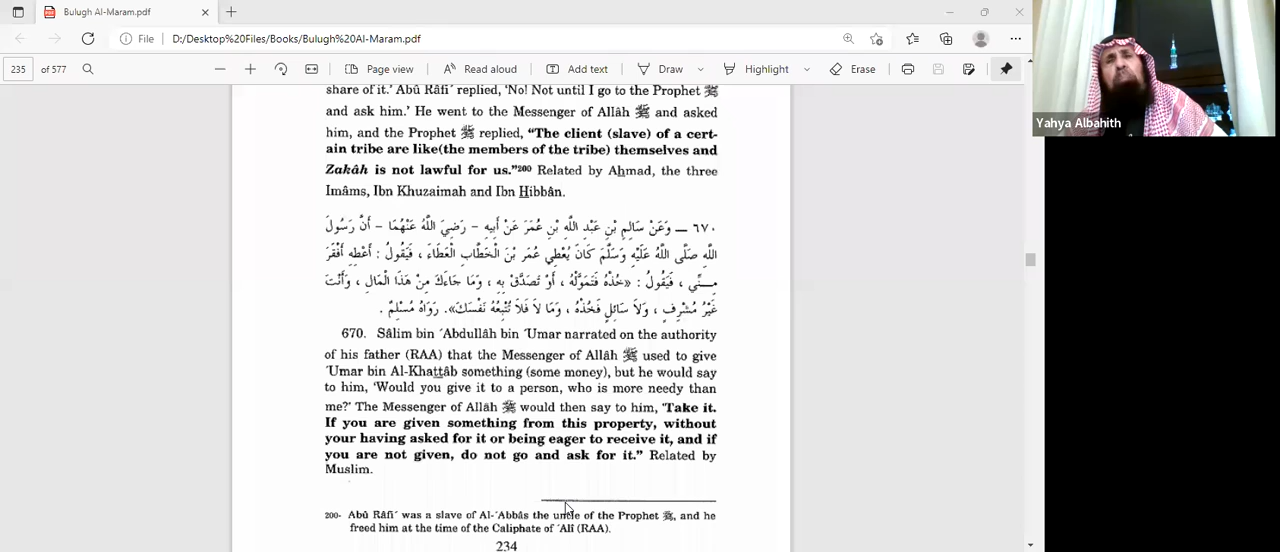 Bulugh Al-Maram.pdf
File
D:/Desktop%20Files/Books/Bulugh%20Al-Maram.pdf
235 of 577
Page view
Read aloud
Add text
Draw
Highlight
Erase
Yahya Albahith
share of it.' Abû Râfi´ replied, 'No! Not until I go to the Prophet ﷺ
and ask him.' He went to the Messenger of Allâh ﷺ and asked
him, and the Prophet ﷺ replied, "The client (slave) of a cert-
ain tribe are like(the members of the tribe) themselves and
Zakâh is not lawful for us."200 Related by Ahmad, the three
Imâms, Ibn Khuzaimah and Ibn Hibbân.
٦٧٠ ــ وَعَنْ سَالِمِ بْنِ عَبْدِ اللَّهِ بْنِ عُمَرَ عَنْ أَبِيهِ – رَضِيَ اللَّهُ عَنْهُمَا – أَنَّ رَسُولَ
اللَّهِ صَلَّى اللَّهُ عَلَيْهِ وَسَلَّمَ كَانَ يُعْطِي عُمَرَ بْنَ الْخَطَّابِ الْعَطَاءَ ، فَيَقُولُ : أَعْطِهِ أَفْقَرَ
مِـــنِّي ، فَيَقُولُ : «خُذْهُ فَتَمَوَّلْهُ ، أَوْ تَصَدَّقْ بِهِ ، وَمَا جَاءَكَ مِنْ هَذَا الْمَالِ ، وَأَنْتَ
غَيْرُ مُشْرِفٍ ، وَلاَ سَائِلٍ فَخُذْهُ ، وَمَا لاَ فَلاَ تُتْبِعْهُ نَفْسَكَ». رَوَاهُ مُسْلِمٌ .
670. Sâlim bin ´Abdullâh bin ´Umar narrated on the authority
of his father (RAA) that the Messenger of Allâh ﷺ used to give
´Umar bin Al-Khattâb something (some money), but he would say
to him, 'Would you give it to a person, who is more needy than
me?' The Messenger of Allâh ﷺ would then say to him, 'Take it.
If you are given something from this property, without
your having asked for it or being eager to receive it, and if
you are not given, do not go and ask for it." Related by
Muslim.
200- Abû Râfi´ was a slave of Al-´Abbâs the uncle of the Prophet ﷺ, and he
freed him at the time of the Caliphate of ´Alî (RAA).
234